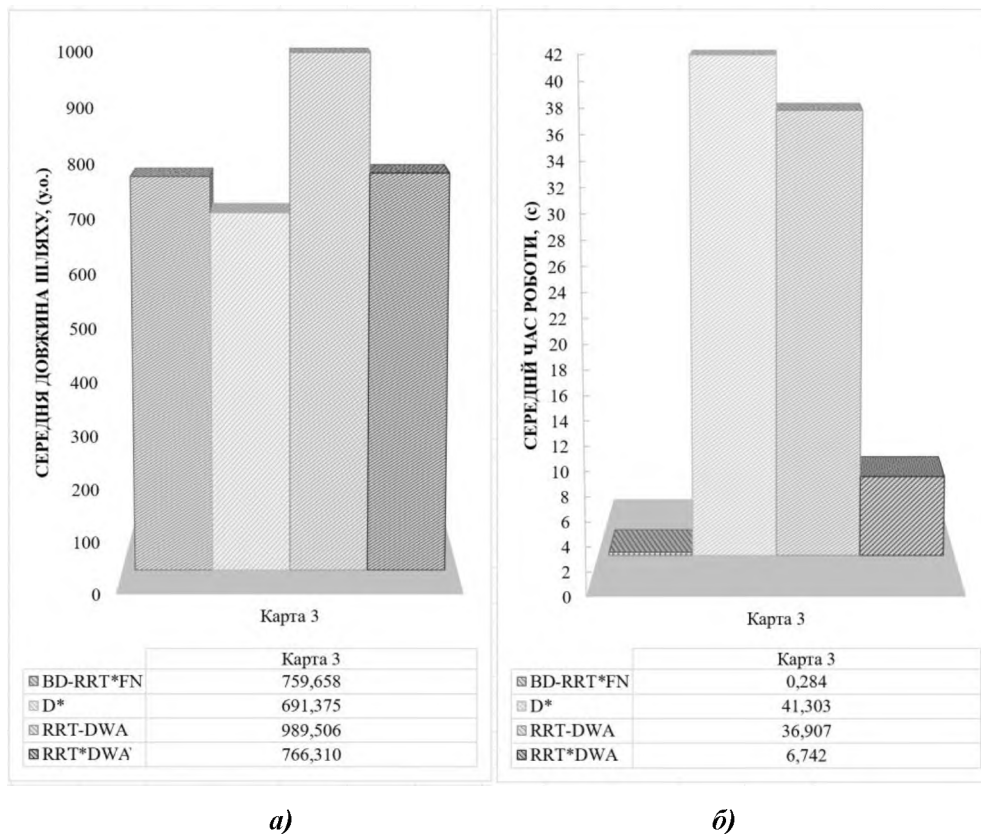 СЕРЕДНЯ ДОВЖИНА ШЛЯХУ, (у.о.)
1000
900
800
700
600
500
400
300
200
100
0
Карта 3
Карта 3
BD-RRT*FN 759,658
D* 691,375
RRT-DWA 989,506
RRT*DWA 766,310
а)
СЕРЕДНЙ ЧАС РОБОТИ, (с)
42
40
38
36
34
32
30
28
26
24
22
20
18
16
14
12
10
8
6
4
2
0
Карта 3
Карта 3
BD-RRT*FN 0,284
D* 41,303
RRT-DWA 36,907
RRT*DWA 6,742
б)